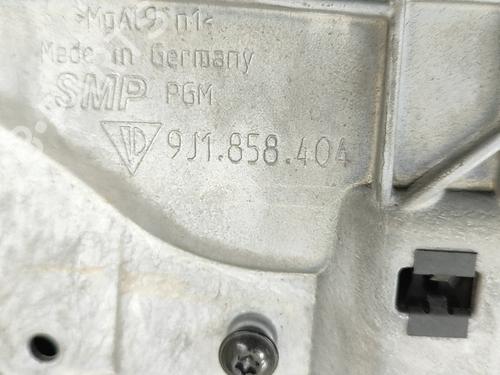 >MgAl9Zn1<
Made in Germany
SMP PGM
9J1.858.404